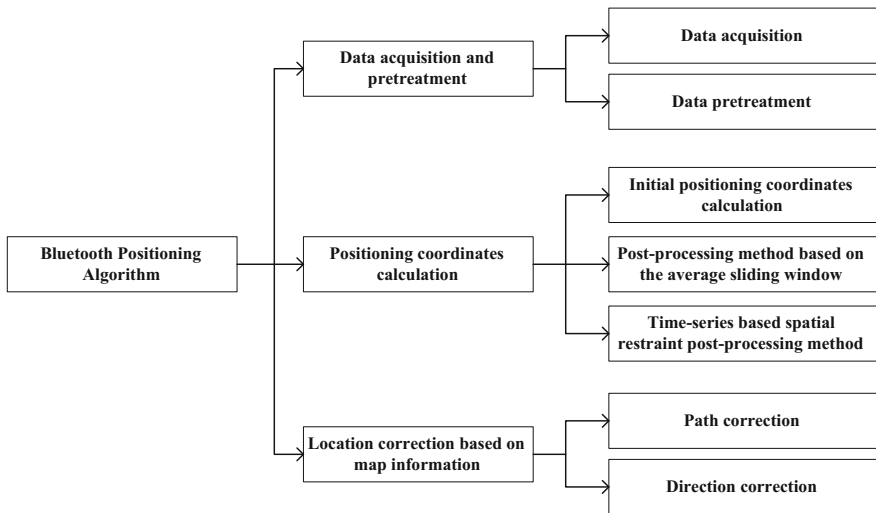 Bluetooth Positioning
Algorithm
Data acquisition and
pretreatment
Data acquisition
Data pretreatment
Positioning coordinates
calculation
Initial positioning coordinates
calculation
Post-processing method based on
the average sliding window
Time-series based spatial
restraint post-processing method
Location correction based on
map information
Path correction
Direction correction